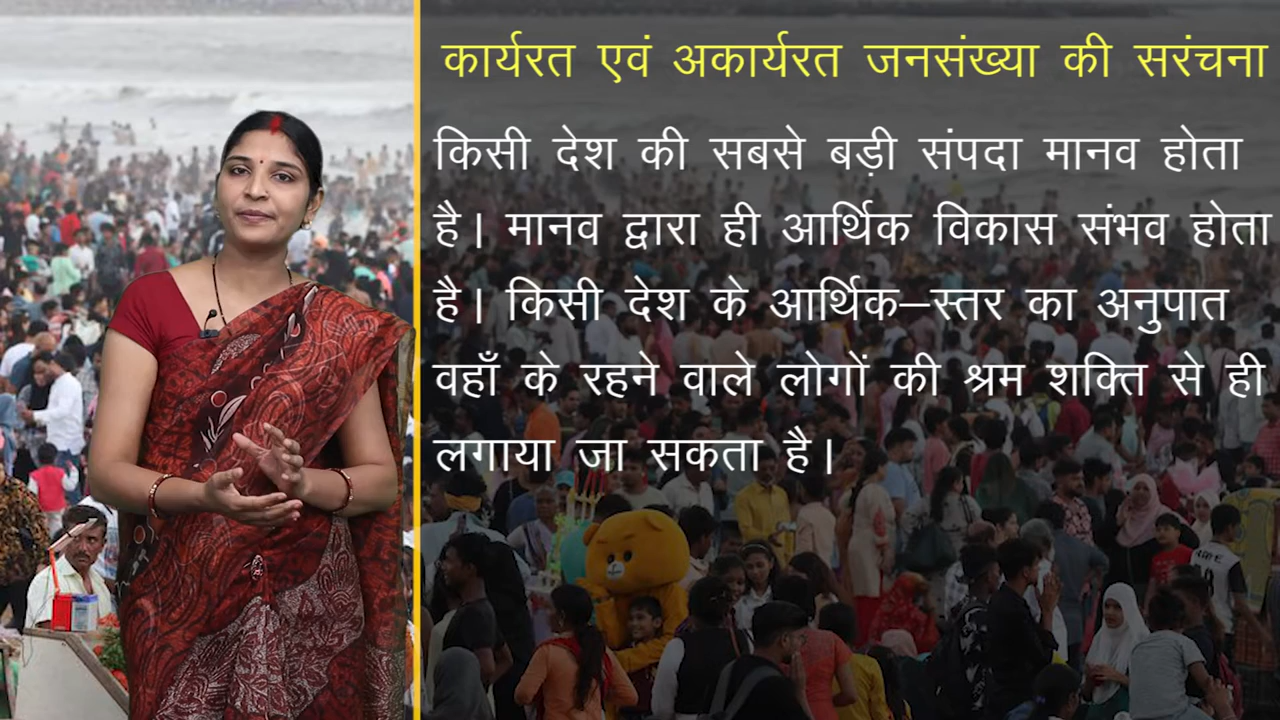 कार्यरत एवं अकार्यरत जनसंख्या की सरंचना
किसी देश की सबसे बड़ी संपदा मानव होता
है। मानव द्वारा ही आर्थिक विकास संभव होता
है। किसी देश के आर्थिक–स्तर का अनुपात
वहाँ के रहने वाले लोगों की श्रम शक्ति से ही
लगाया जा सकता है।